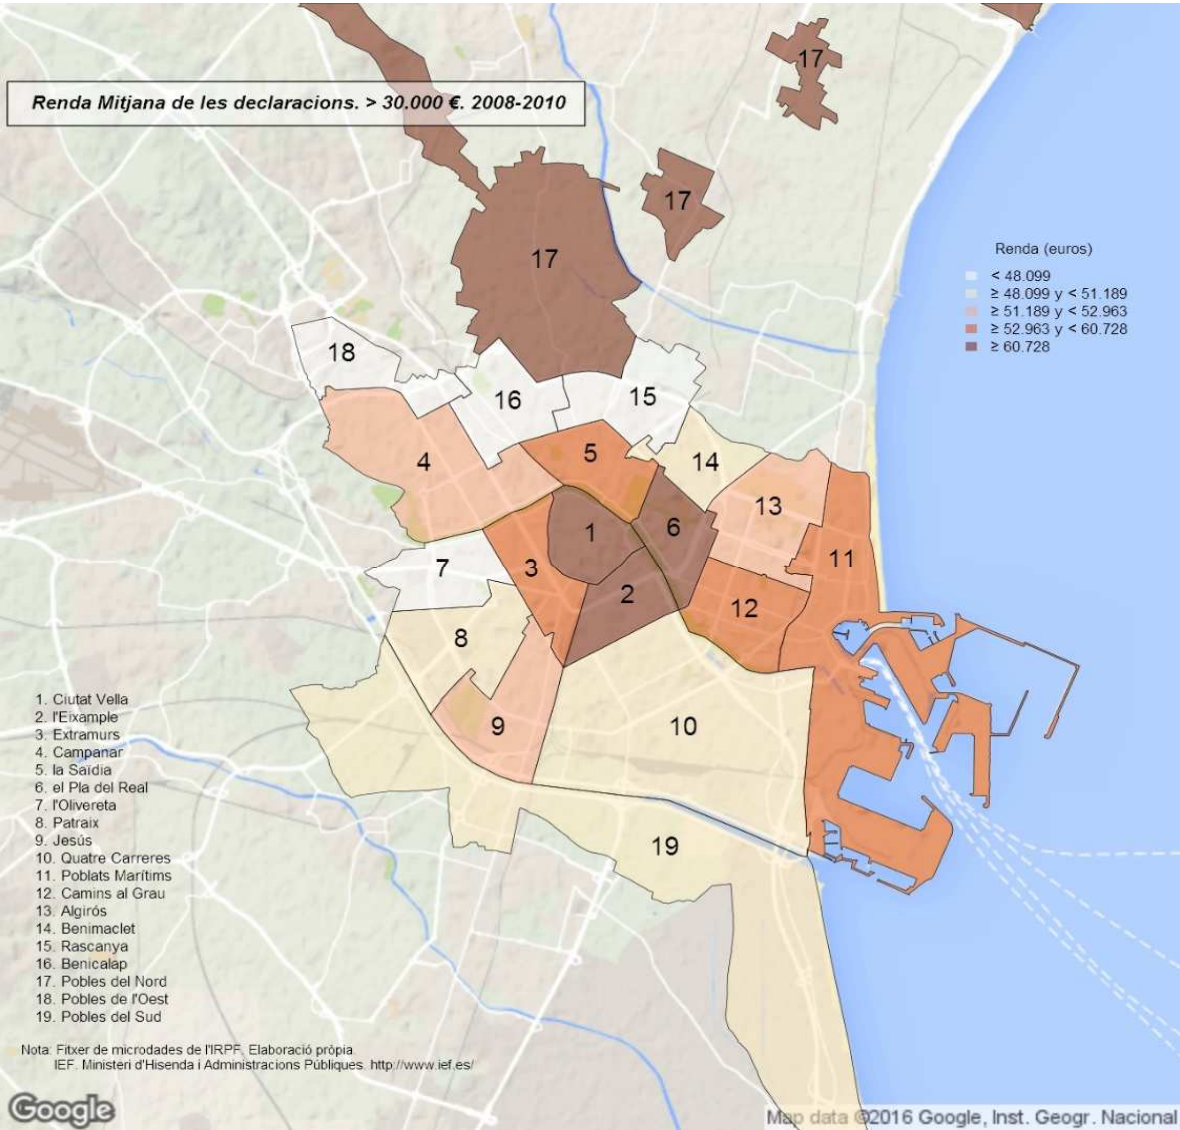 Renda Mitjana de les declaracions. > 30.000 €. 2008-2010
17
17
17
Renda (euros)
< 48.099
≥ 48.099 y < 51.189
≥ 51.189 y < 52.963
≥ 52.963 y < 60.728
≥ 60.728
18
16
15
5
4
14
13
1
6
11
7
3
2
12
8
9
10
19
1. Ciutat Vella
2. l'Eixample
3. Extramurs
4. Campanar
5. la Saïdia
6. el Pla del Real
7. l'Olivereta
8. Patraix
9. Jesús
10. Quatre Carreres
11. Poblats Marítims
12. Camins al Grau
13. Algirós
14. Benimaclet
15. Rascanya
16. Benicalap
17. Pobles del Nord
18. Pobles de l'Oest
19. Pobles del Sud
Nota: Fitxer de microdades de l'IRPF. Elaboració pròpia.
IEF. Ministeri d'Hisenda i Administracions Públiques. http://www.ief.es/
Google
Map data ©2016 Google, Inst. Geogr. Nacional